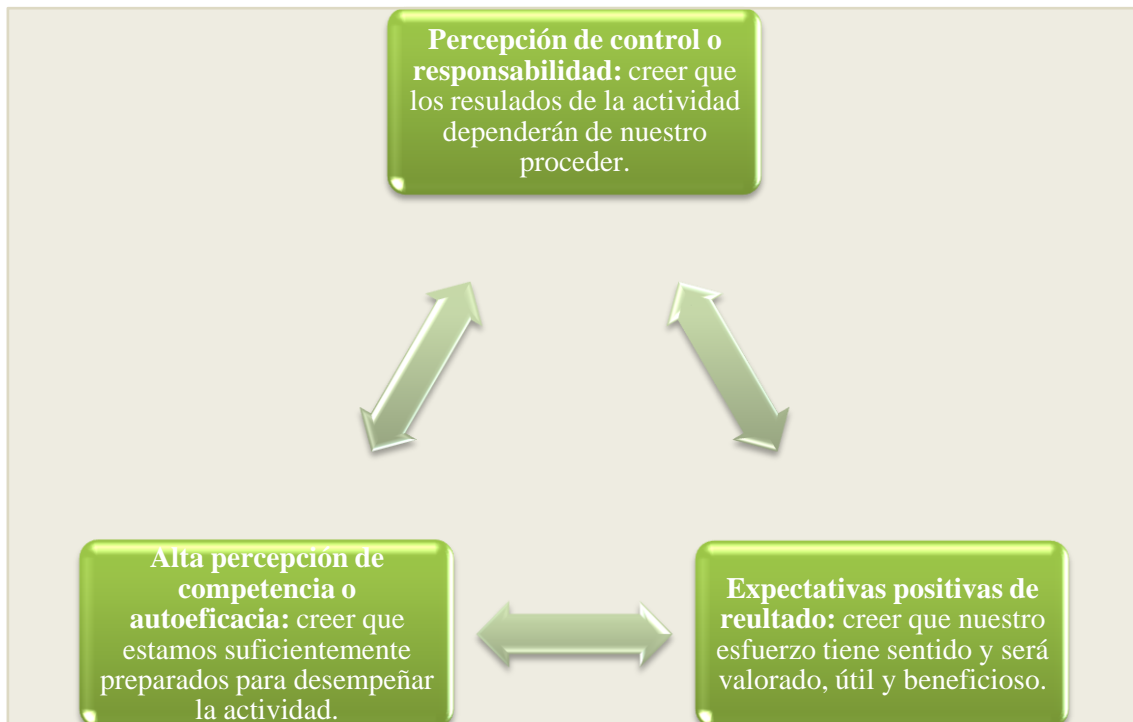 Percepción de control o
responsabilidad: creer que
los resulados de la actividad
dependerán de nuestro
proceder.
Alta percepción de
competencia o
autoeficacia: creer que
estamos suficientemente
preparados para desempeñar
la actividad.
Expectativas positivas de
reultado: creer que nuestro
esfuerzo tiene sentido y será
valorado, útil y beneficioso.